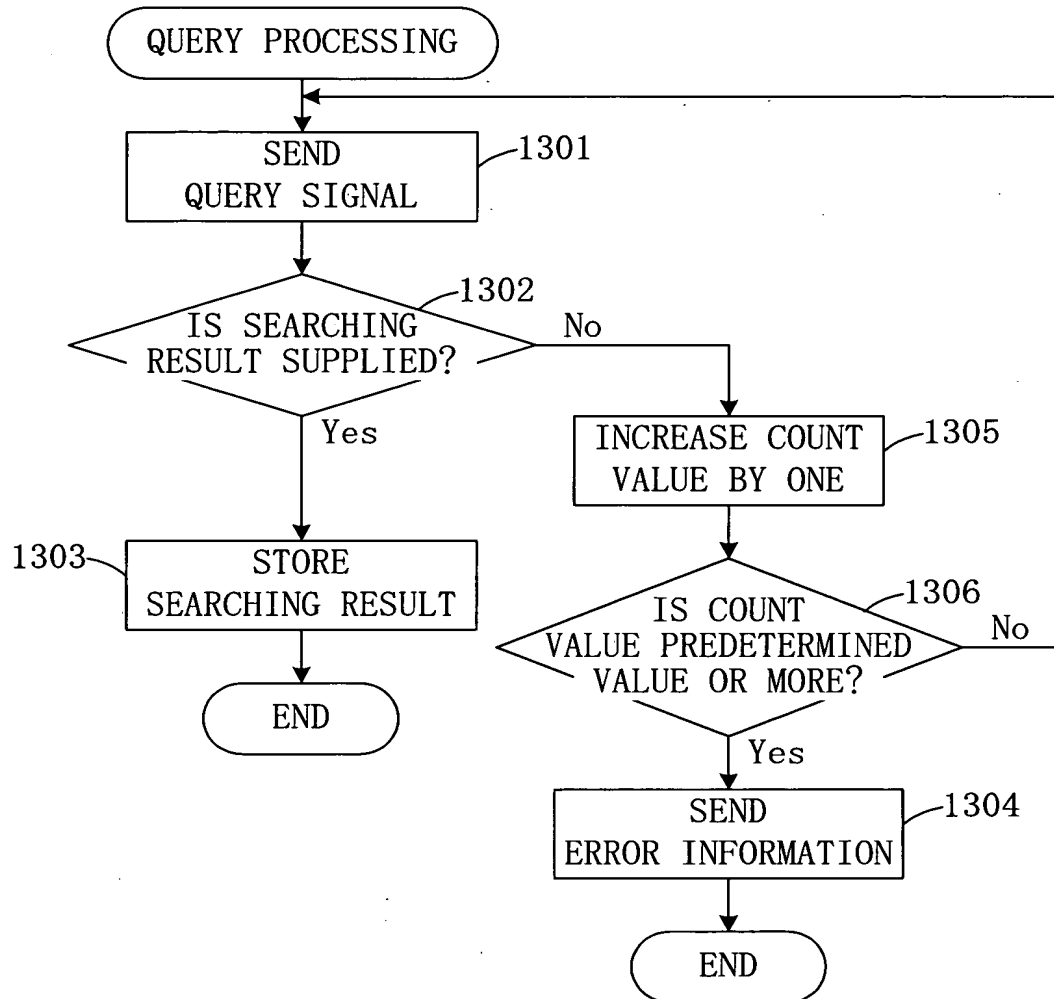 QUERY PROCESSING
SEND
QUERY SIGNAL
1301
IS SEARCHING
RESULT SUPPLIED?
1302
No
Yes
INCREASE COUNT
VALUE BY ONE
1305
1303
STORE
SEARCHING RESULT
IS COUNT
VALUE PREDETERMINED
VALUE OR MORE?
1306
No
END
Yes
SEND
ERROR INFORMATION
1304
END